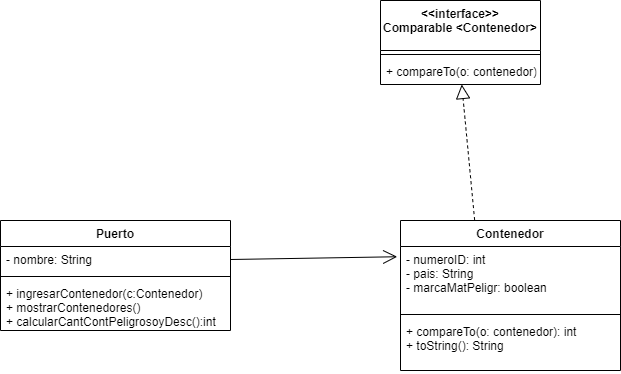 <<interface>>
Comparable <Contenedor>
+ compareTo(o: contenedor)
Puerto
- nombre: String
+ ingresarContenedor(c:Contenedor)
+ mostrarContenedores()
+ calcularCantContPeligrosoyDesc():int
Contenedor
- numeroID: int
- pais: String
- marcaMatPeligr: boolean
+ compareTo(o: contenedor): int
+ toString(): String